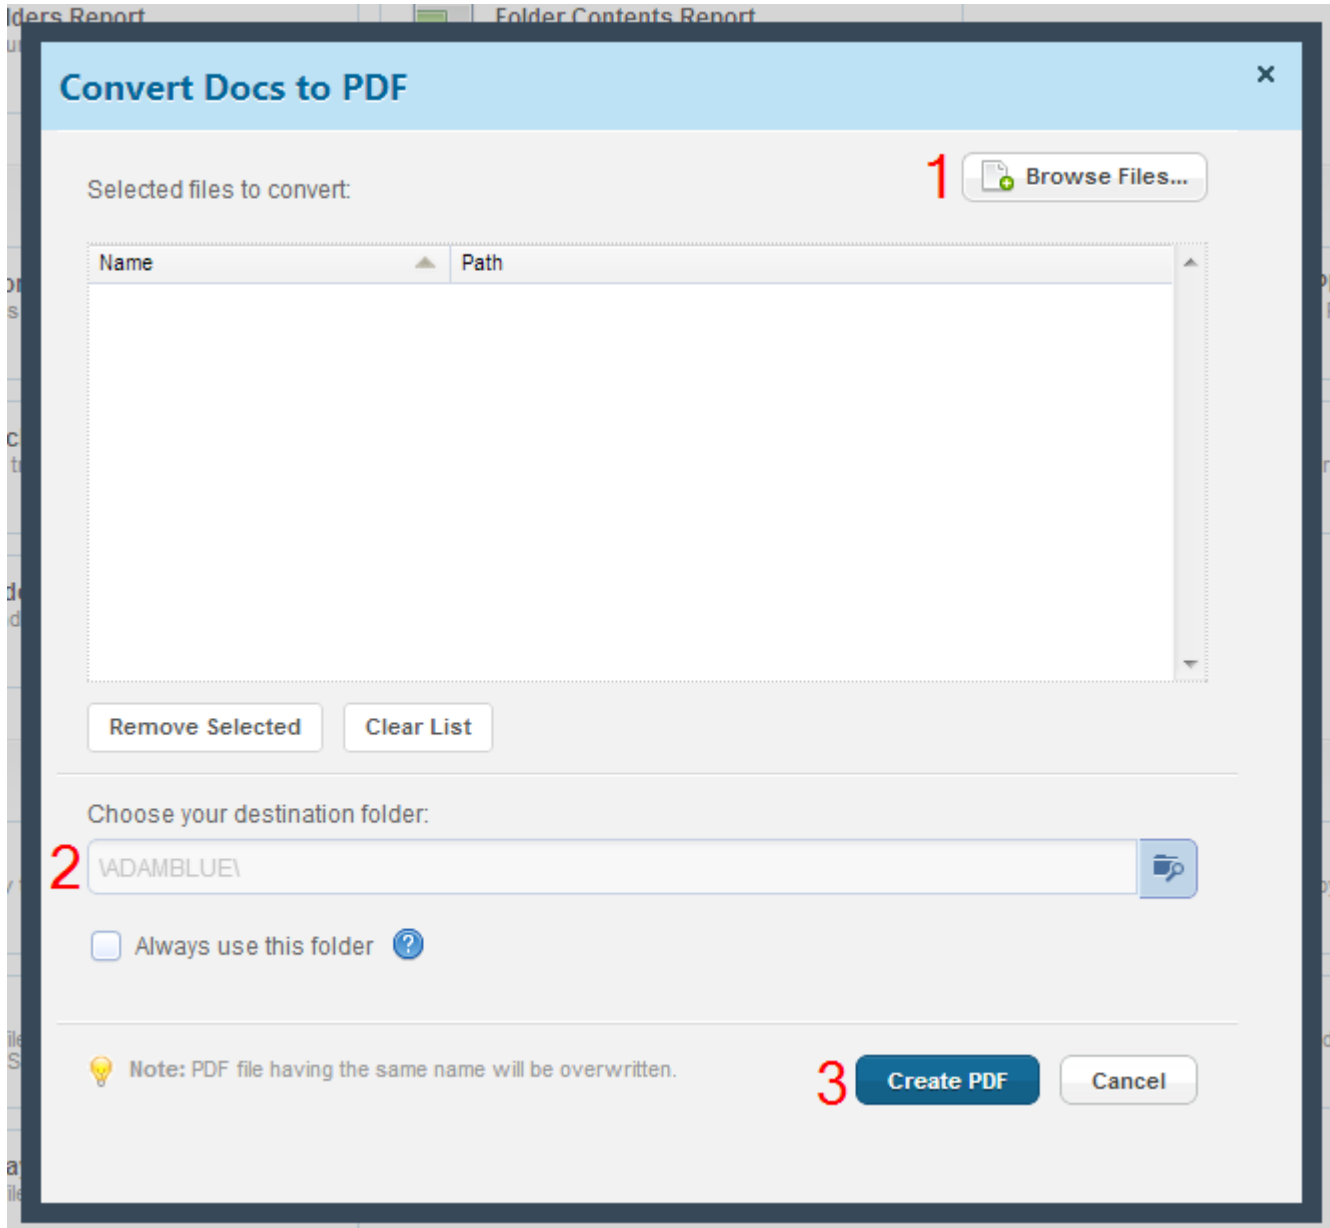 ders Report
Folder Contents Report
Convert Docs to PDF
1
Browse Files...
Selected files to convert:
Name
Path
Remove Selected
Clear List
Choose your destination folder:
2
\ADAMBLUE\
Always use this folder
?
Note: PDF file having the same name will be overwritten.
3
Create PDF
Cancel